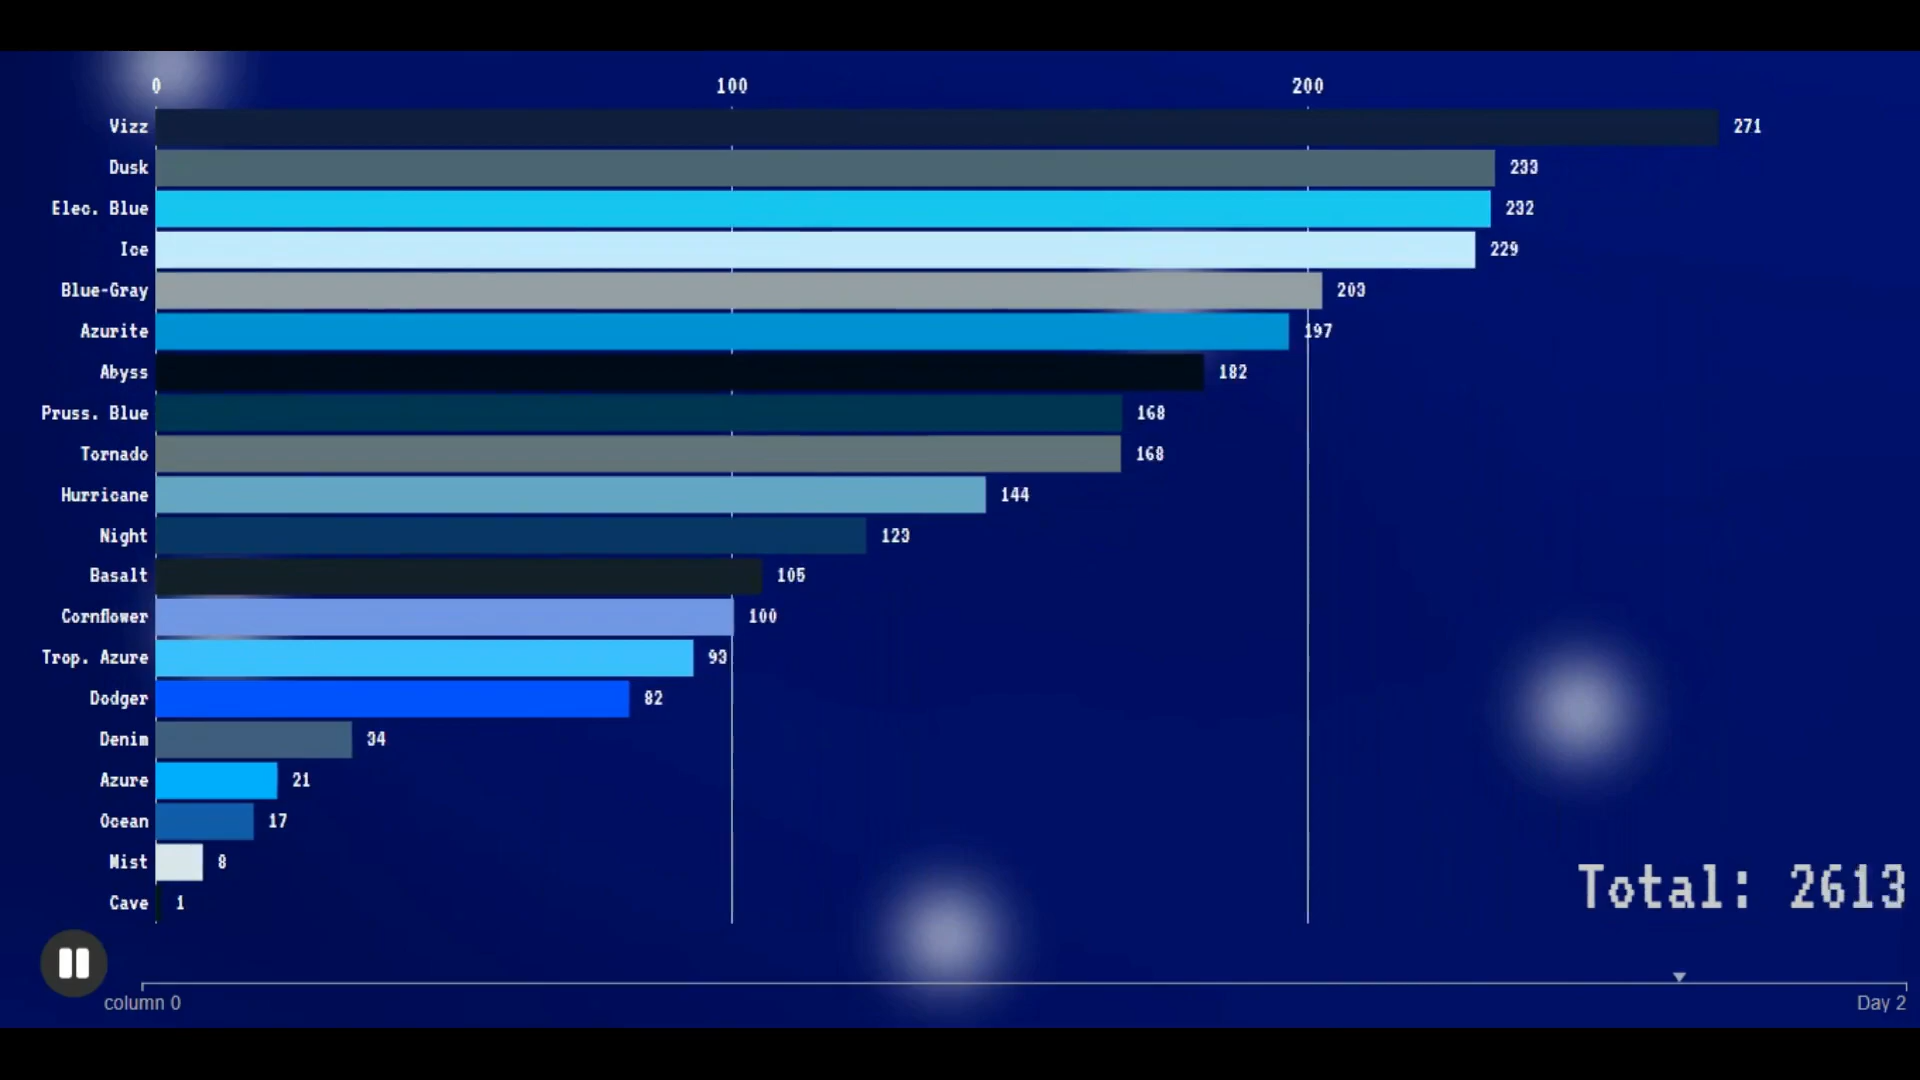 0 100 200
Vizz 271
Dusk 233
Elec. Blue 232
Ice 229
Blue-Gray 203
Azurite 197
Abyss 182
Pruss. Blue 168
Tornado 168
Hurricane 144
Night 123
Basalt 105
Cornflower 100
Trop. Azure 93
Dodger 82
Denim 34
Azure 21
Ocean 17
Mist 8
Cave 1
Total: 2613
column 0 Day 2